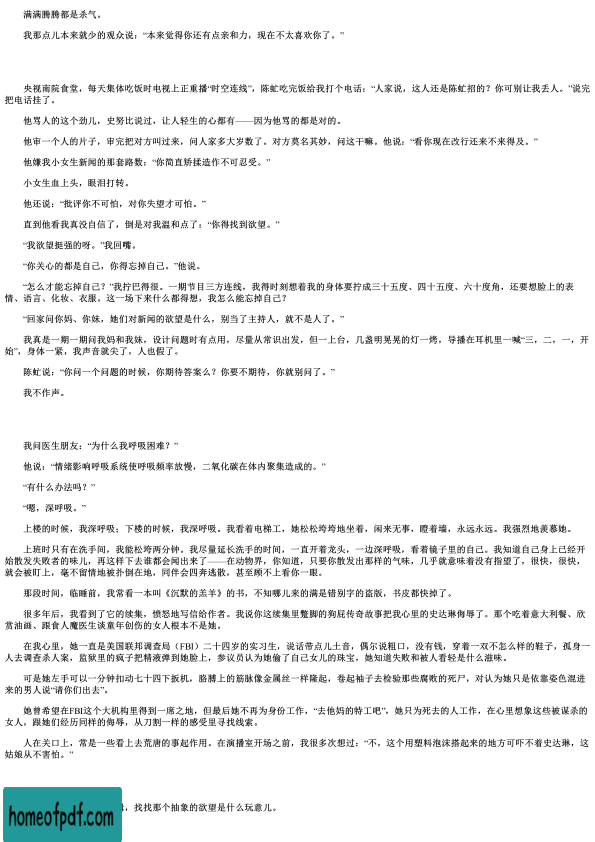 满满腾腾都是杀气。
我那点儿本来就少的观众说：“本来觉得你还有点亲和力，现在不太喜欢你了。”
央视南院食堂，每天集体吃饭时电视上正重播“时空连线”，陈虻吃完饭给我打个电话：“人家说，这人还是陈虻招的？你可别让我丢人。”说完
把电话挂了。
他骂人的这个劲儿，史努比说过，让人轻生的心都有——因为他骂的都是对的。
他审一个人的片子，审完把对方叫过来，问人家多大岁数了。对方莫名其妙，问这干嘛。他说：“看你现在改行还来不来得及。”
他嫌我小女生新闻的那套路数：“你简直矫揉造作不可忍受。”
小女生血上头，眼泪打转。
他还说：“批评你不可怕，对你失望才可怕。”
直到他看我真没自信了，倒是对我温和点了：“你得找到欲望。”
“我欲望挺强的呀。”我回嘴。
“你关心的都是自己，你得忘掉自己。”他说。
“怎么才能忘掉自己？”我拧巴得很。一期节目三方连线，我得时刻想着我的身体要拧成三十五度、四十五度、六十度角，还要想脸上的表
情、语言、化妆、衣服。这一场下来什么都得想，我怎么能忘掉自己？
“回家问你妈、你妹，她们对新闻的欲望是什么，别当了主持人，就不是人了。”
我真是一期一期问我妈和我妹，设计问题时有点用，尽量从常识出发，但一上台，几盏明晃晃的灯一烤，导播在耳机里一喊“三，二，一，开
始”，身体一紧，我声音就尖了，人也假了。
陈虻说：“你问一个问题的时候，你期待答案么？你要不期待，你就别问了。”
我不作声。
我问医生朋友：“为什么我呼吸困难？”
他说：“情绪影响呼吸系统使呼吸频率放慢，二氧化碳在体内聚集造成的。”
“有什么办法吗？”
“嗯，深呼吸。”
上楼的时候，我深呼吸；下楼的时候，我深呼吸。我看着电梯工，她松松垮垮地坐着，闲来无事，瞪着墙，永远永远。我强烈地羡慕她。
上班时只有在洗手间，我能松垮两分钟。我尽量延长洗手的时间，一直开着龙头，一边深呼吸，看着镜子里的自己。我知道自己身上已经开
始散发失败者的味儿，再这样下去谁都会闻出来了——在动物界，你知道，只要你散发出那样的气味，几乎就意味着没有指望了，很快，很快，
就会被盯上，毫不留情地被扑倒在地，同伴会四奔逃散，甚至顾不上看你一眼。
那段时间，临睡前，我常看一本叫《沉默的羔羊》的书，不知哪儿来的满是错别字的盗版，书皮都快掉了。
很多年后，我看到了它的续集，愤怒地写信给作者。我说你这续集里蹩脚的狗屁传奇故事把我心里的史达琳侮辱了。那个吃着意大利餐、欣
赏油画、跟食人魔医生谈童年创伤的女人根本不是她。
在我心里，她一直是美国联邦调查局（FBI）二十四岁的实习生，说话带点儿土音，偶尔说粗口，没有钱，穿着一双不怎么样的鞋子，孤身一
人去调查杀人案，监狱里的疯子把精液弹到她脸上，参议员认为她偷了自己女儿的珠宝，她知道失败和被人看轻是什么滋味。
可是她左手可以一分钟扣动七十四下扳机，胳膊上的筋脉像金属丝一样隆起，卷起袖子去检验那些腐败的死尸，对认为她只是依靠姿色混进
来的男人说“请你们出去”。
她曾希望在FBI这个大机构里得到一席之地，但最后她不再为身份工作，“去他妈的特工吧”，她只为死去的人工作，在心里想象这些被谋杀的
女人，跟她们经历同样的侮辱，从刀割一样的感受里寻找线索。
人在关口上，常是一些看上去荒唐的事起作用。在演播室开场之前，我很多次想过：“不，这个用塑料泡沫搭起来的地方可吓不着史达琳，这
姑娘从不害怕。”
，找找那个抽象的欲望是什么玩意儿。
homeofpdf.com